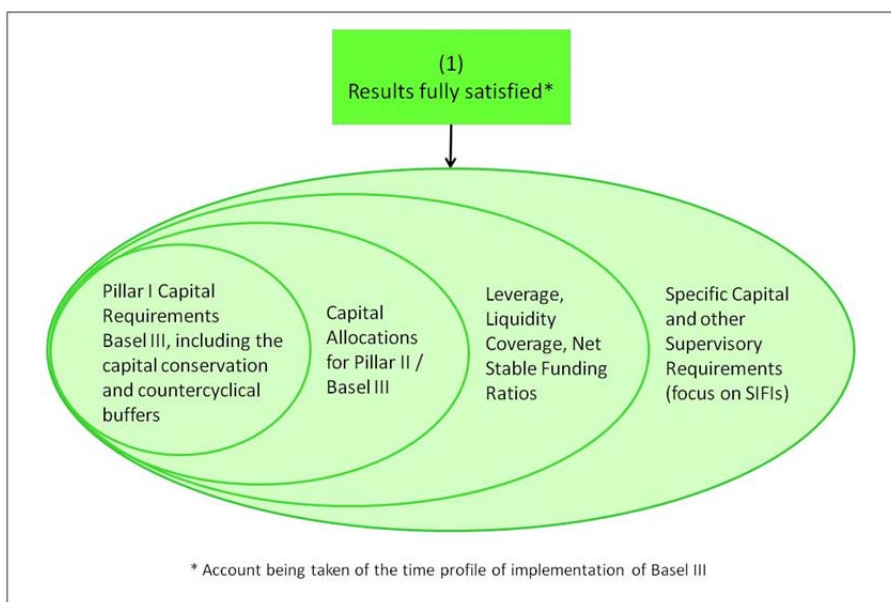 (1)
Results fully satisfied*
Pillar I Capital
Requirements
Basel III, including the
capital conservation
and countercyclical
buffers
Capital
Allocations
for Pillar II /
Basel III
Leverage,
Liquidity
Coverage, Net
Stable Funding
Ratios
Specific Capital
and other
Supervisory
Requirements
(focus on SIFIs)
* Account being taken of the time profile of implementation of Basel III